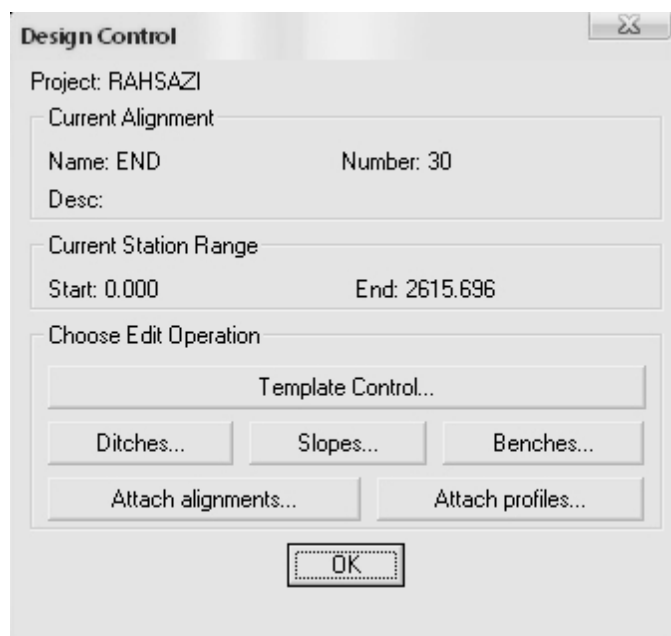 Design Control
Project: RAHSAZI
Current Alignment
Name: END Number: 30
Desc:
Current Station Range
Start: 0.000 End: 2615.696
Choose Edit Operation
Template Control...
Ditches... Slopes... Benches...
Attach alignments... Attach profiles...
OK